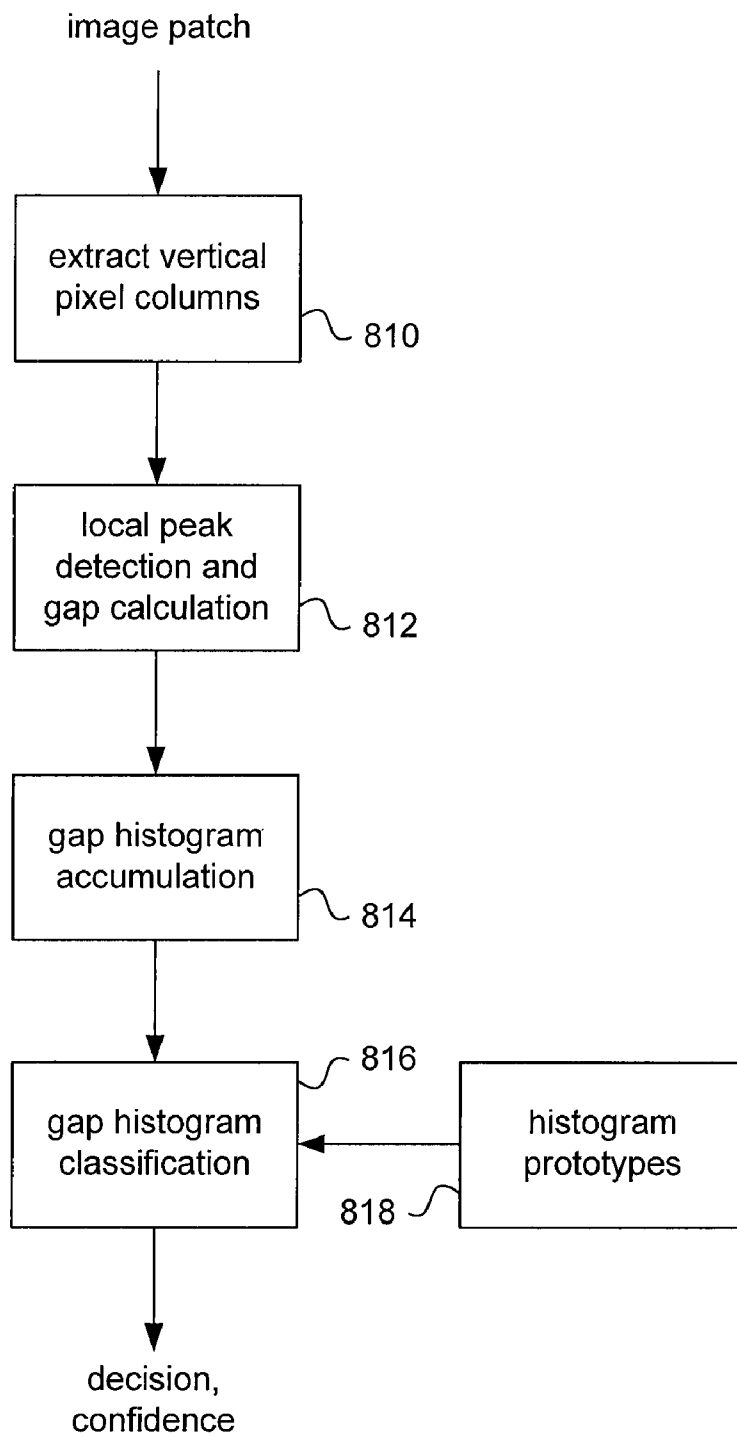 image patch
extract vertical
pixel columns
810
local peak
detection and
gap calculation
812
gap histogram
accumulation
814
816
gap histogram
classification
histogram
prototypes
818
decision,
confidence